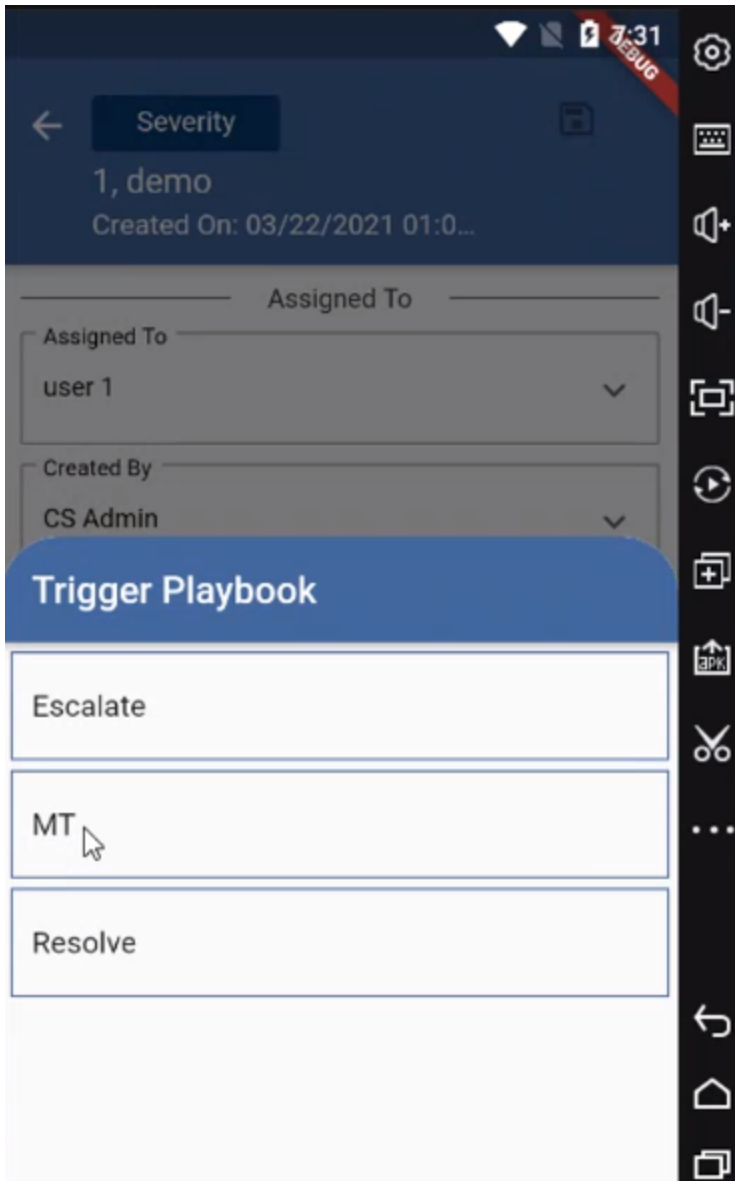 7:31
DEBUG
Severity
1, demo
Created On: 03/22/2021 01:0...
Assigned To
Assigned To
user 1
Created By
CS Admin
Trigger Playbook
Escalate
MT
Resolve
APK